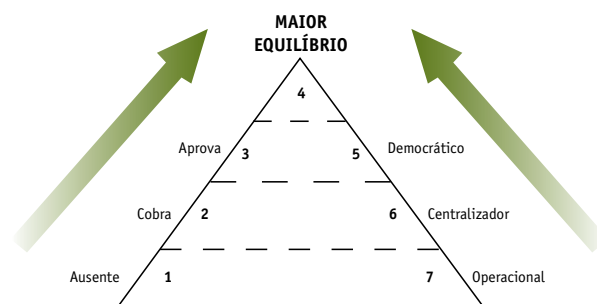 MAIOR
EQUILÍBRIO
4
Aprova 3 5 Democrático
Cobra 2 6 Centralizador
Ausente 1 7 Operacional